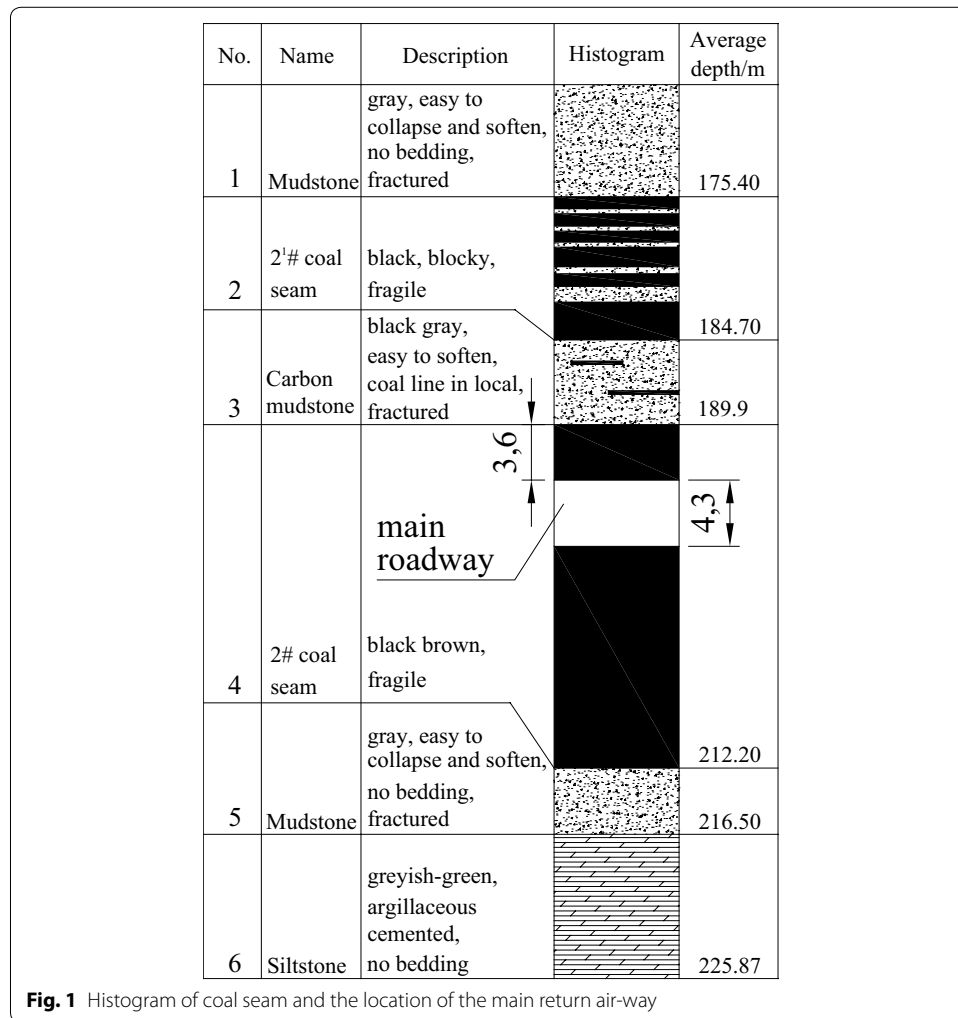 No. Name Description Histogram Average depth/m
gray, easy to
collapse and soften,
no bedding,
1 Mudstone fractured 175.40
2¹# coal black, blocky,
2 seam fragile 184.70
black gray,
easy to soften,
Carbon coal line in local,
3 mudstone fractured 189.9
3,6
4,3
main
roadway
2# coal black brown,
4 seam fragile 212.20
gray, easy to
collapse and soften,
no bedding,
5 Mudstone fractured 216.50
greyish-green,
argillaceous
cemented,
6 Siltstone no bedding 225.87
Fig. 1 Histogram of coal seam and the location of the main return air-way